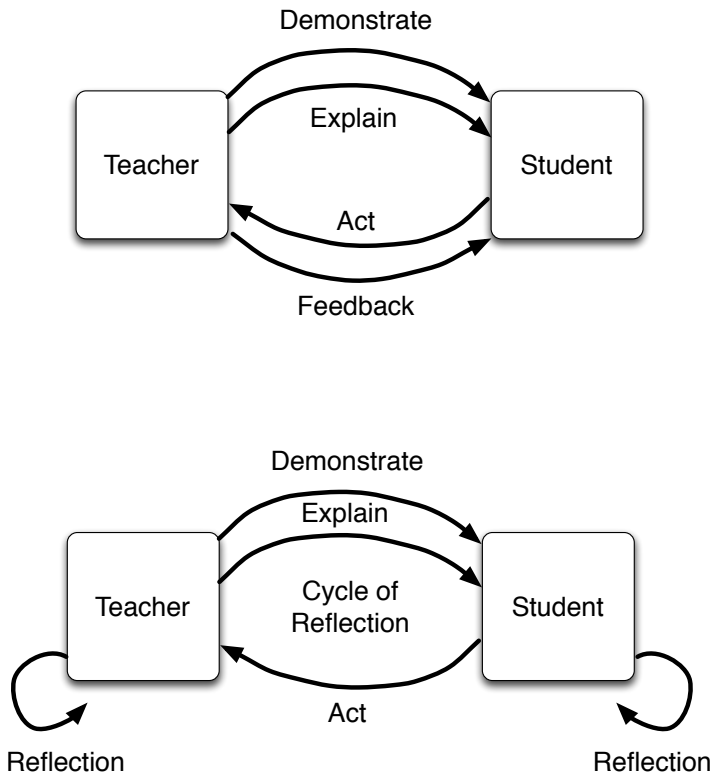 Demonstrate
Explain
Teacher
Student
Act
Feedback
Demonstrate
Explain
Teacher
Cycle of
Reflection
Student
Act
Reflection
Reflection